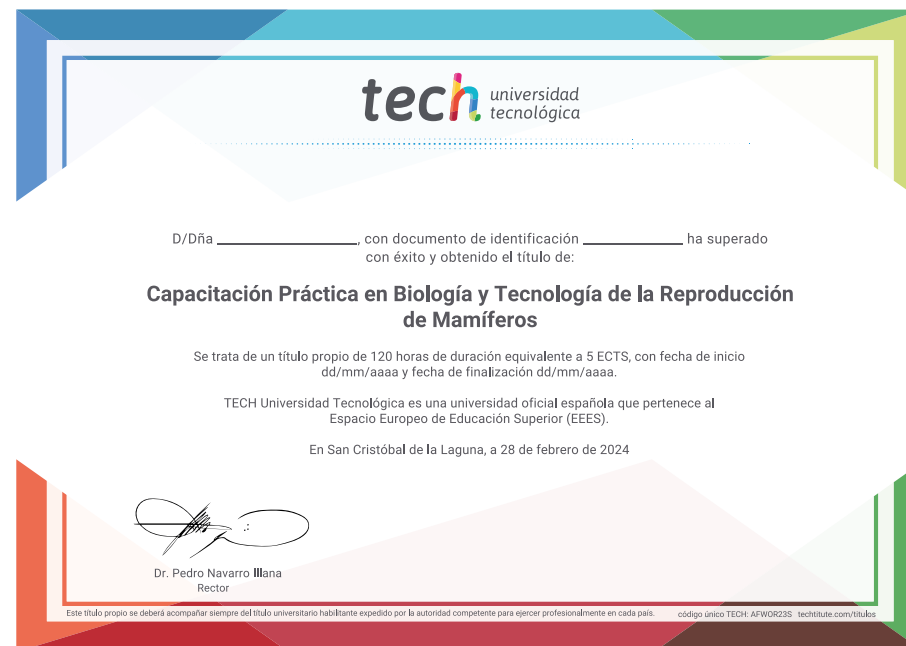 tech universidad
tecnológica
D/Dña ____________________, con documento de identificación ______________ ha superado
con éxito y obtenido el título de:
Capacitación Práctica en Biología y Tecnología de la Reproducción
de Mamíferos
Se trata de un título propio de 120 horas de duración equivalente a 5 ECTS, con fecha de inicio
dd/mm/aaaa y fecha de finalización dd/mm/aaaa.
TECH Universidad Tecnológica es una universidad oficial española que pertenece al
Espacio Europeo de Educación Superior (EEES).
En San Cristóbal de la Laguna, a 28 de febrero de 2024
Dr. Pedro Navarro Illana
Rector
Este título propio se deberá acompañar siempre del título universitario habilitante expedido por la autoridad competente para ejercer profesionalmente en cada país. código único TECH: AFWOR23S techtitute.com/titulos